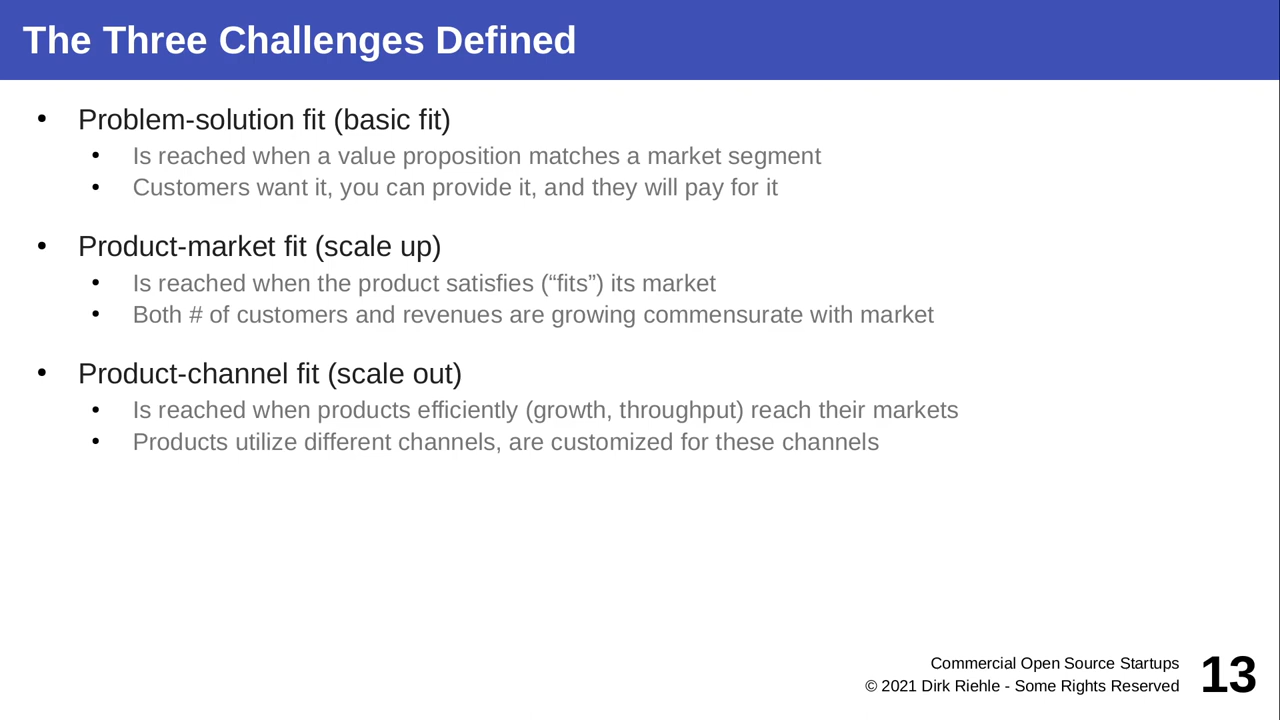 The Three Challenges Defined
• Problem-solution fit (basic fit)
• Is reached when a value proposition matches a market segment
• Customers want it, you can provide it, and they will pay for it
• Product-market fit (scale up)
• Is reached when the product satisfies (“fits”) its market
• Both # of customers and revenues are growing commensurate with market
• Product-channel fit (scale out)
• Is reached when products efficiently (growth, throughput) reach their markets
• Products utilize different channels, are customized for these channels
Commercial Open Source Startups
© 2021 Dirk Riehle - Some Rights Reserved
13